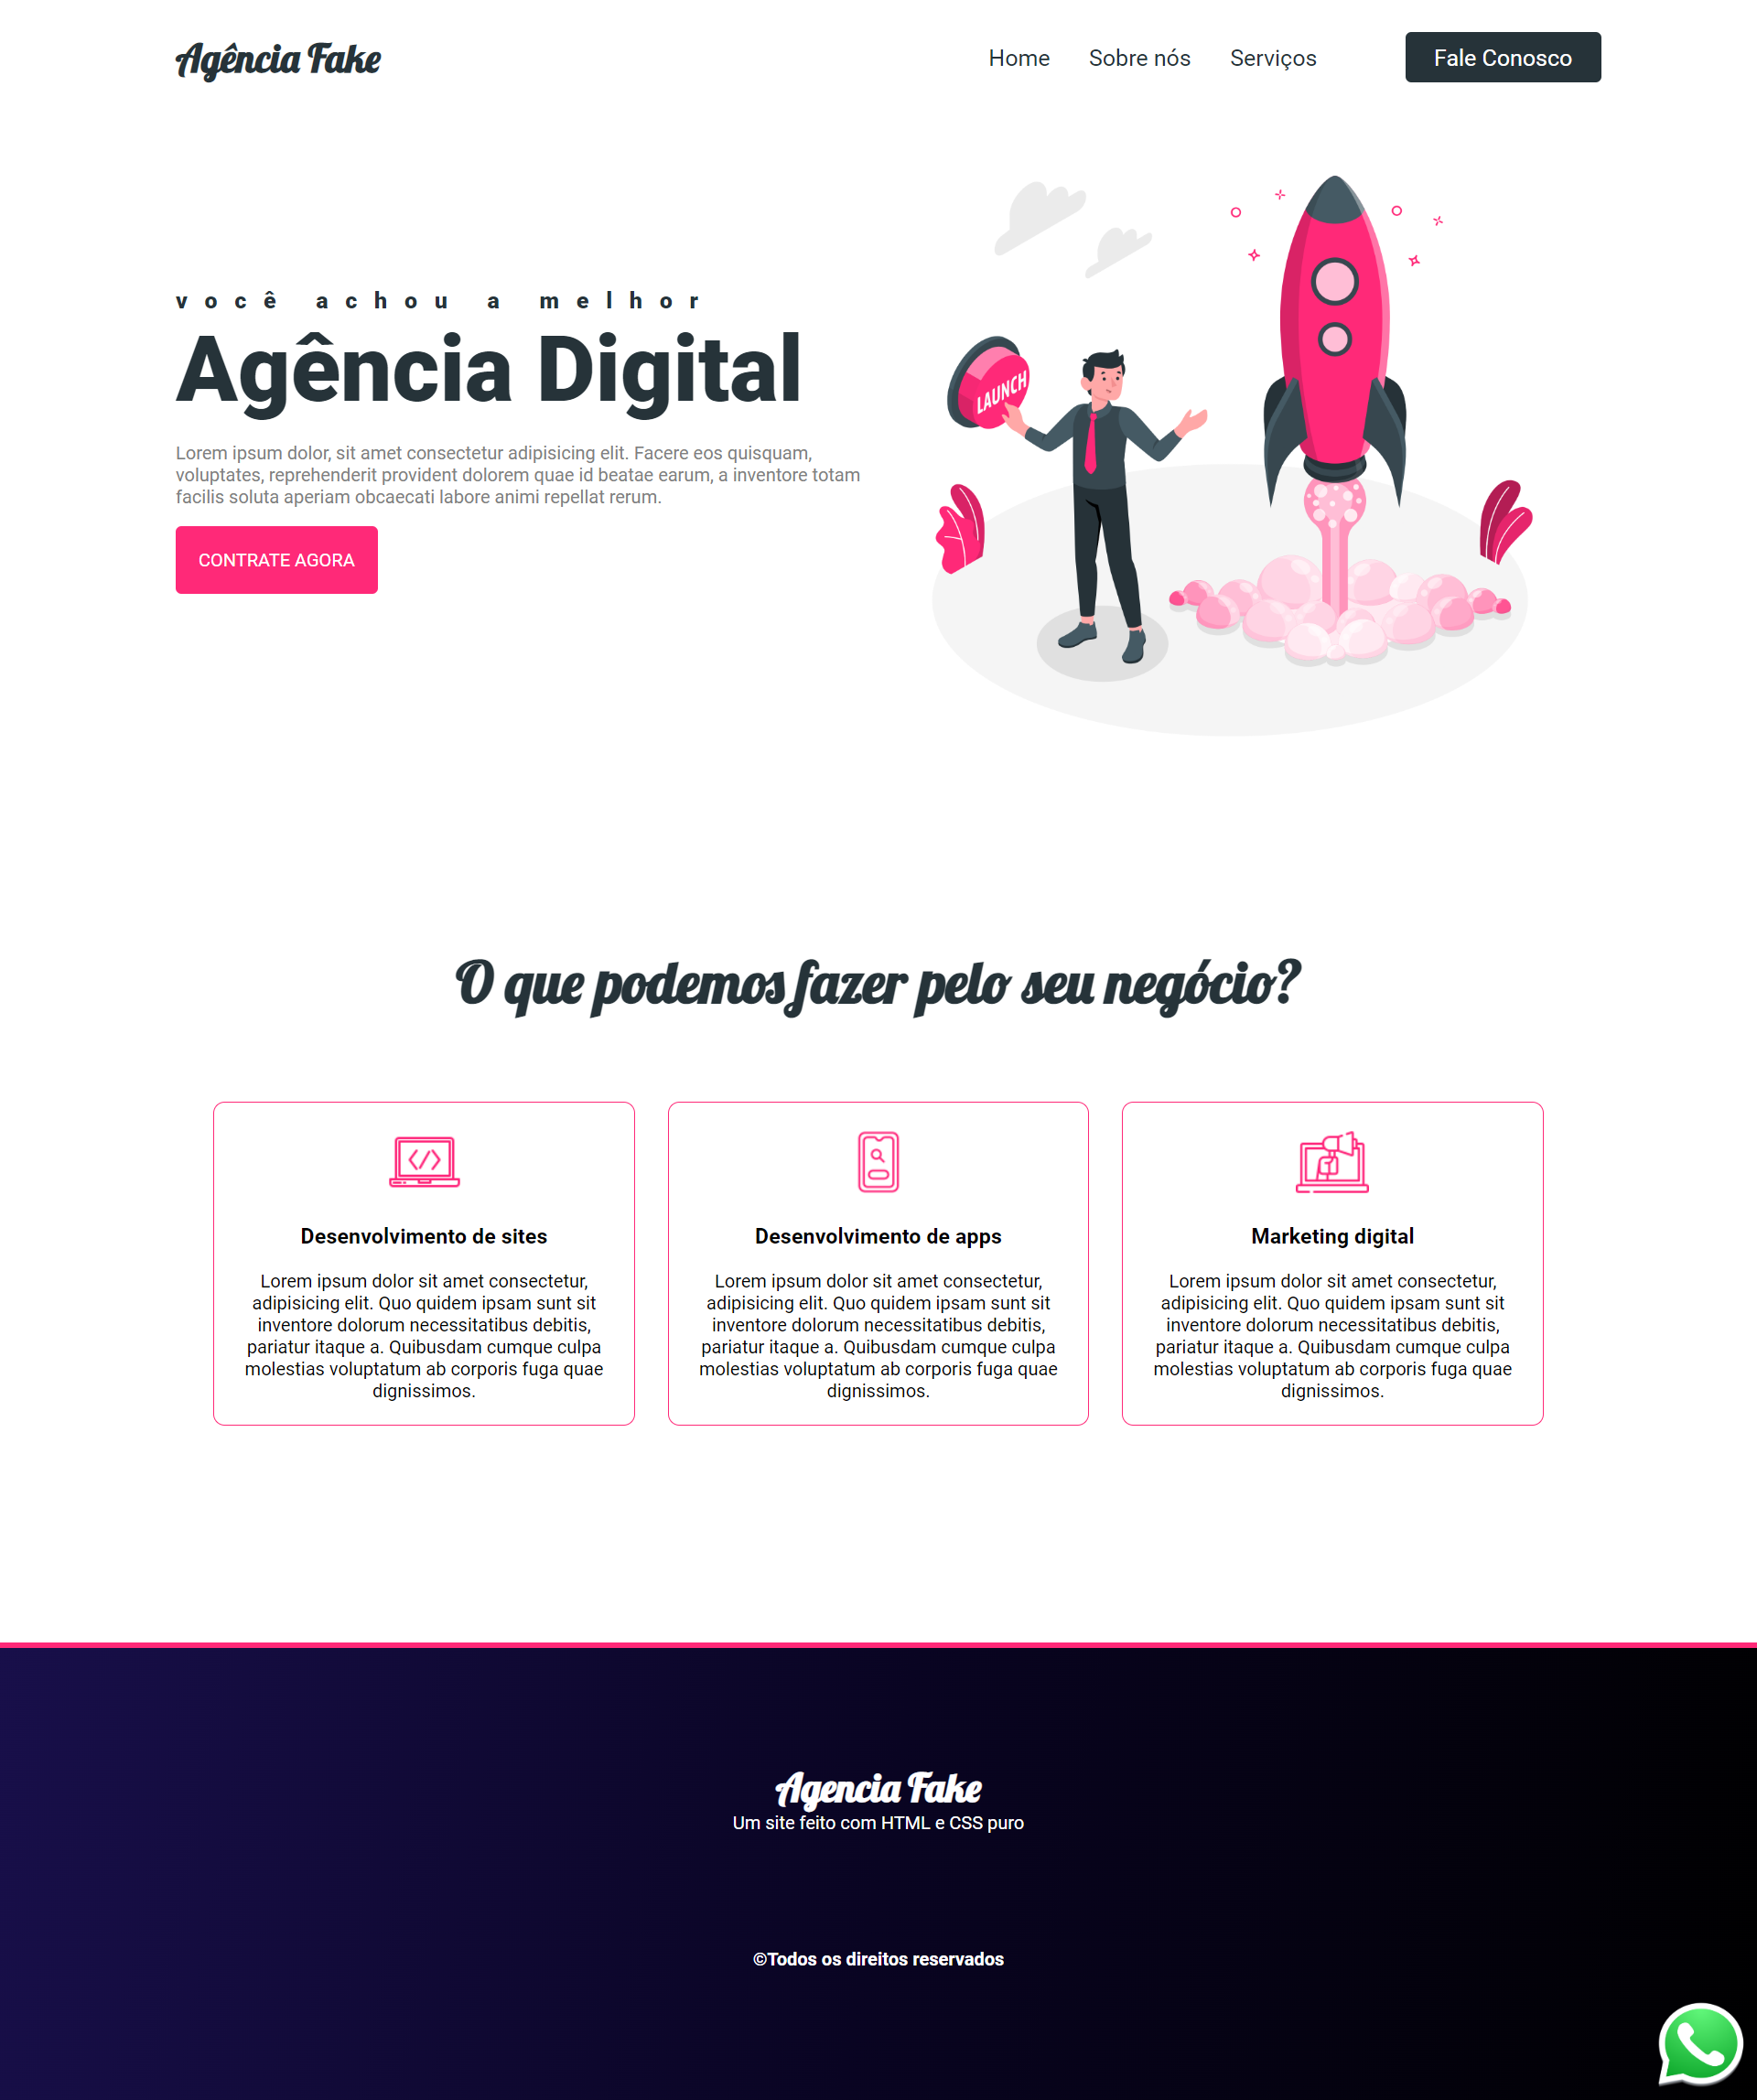 Agência Fake
Home
Sobre nós
Serviços
Fale Conosco
você achou a melhor
Agência Digital
Lorem ipsum dolor, sit amet consectetur adipisicing elit. Facere eos quisquam,
voluptates, reprehenderit provident dolorem quae id beatae earum, a inventore totam
facilis soluta aperiam obcaecati labore animi repellat rerum.
CONTRATE AGORA
LAUNCH
O que podemos fazer pelo seu negócio?
Desenvolvimento de sites
Lorem ipsum dolor sit amet consectetur,
adipisicing elit. Quo quidem ipsam sunt sit
inventore dolorum necessitatibus debitis,
pariatur itaque a. Quibusdam cumque culpa
molestias voluptatum ab corporis fuga quae
dignissimos.
Desenvolvimento de apps
Lorem ipsum dolor sit amet consectetur,
adipisicing elit. Quo quidem ipsam sunt sit
inventore dolorum necessitatibus debitis,
pariatur itaque a. Quibusdam cumque culpa
molestias voluptatum ab corporis fuga quae
dignissimos.
Marketing digital
Lorem ipsum dolor sit amet consectetur,
adipisicing elit. Quo quidem ipsam sunt sit
inventore dolorum necessitatibus debitis,
pariatur itaque a. Quibusdam cumque culpa
molestias voluptatum ab corporis fuga quae
dignissimos.
Agencia Fake
Um site feito com HTML e CSS puro
©Todos os direitos reservados